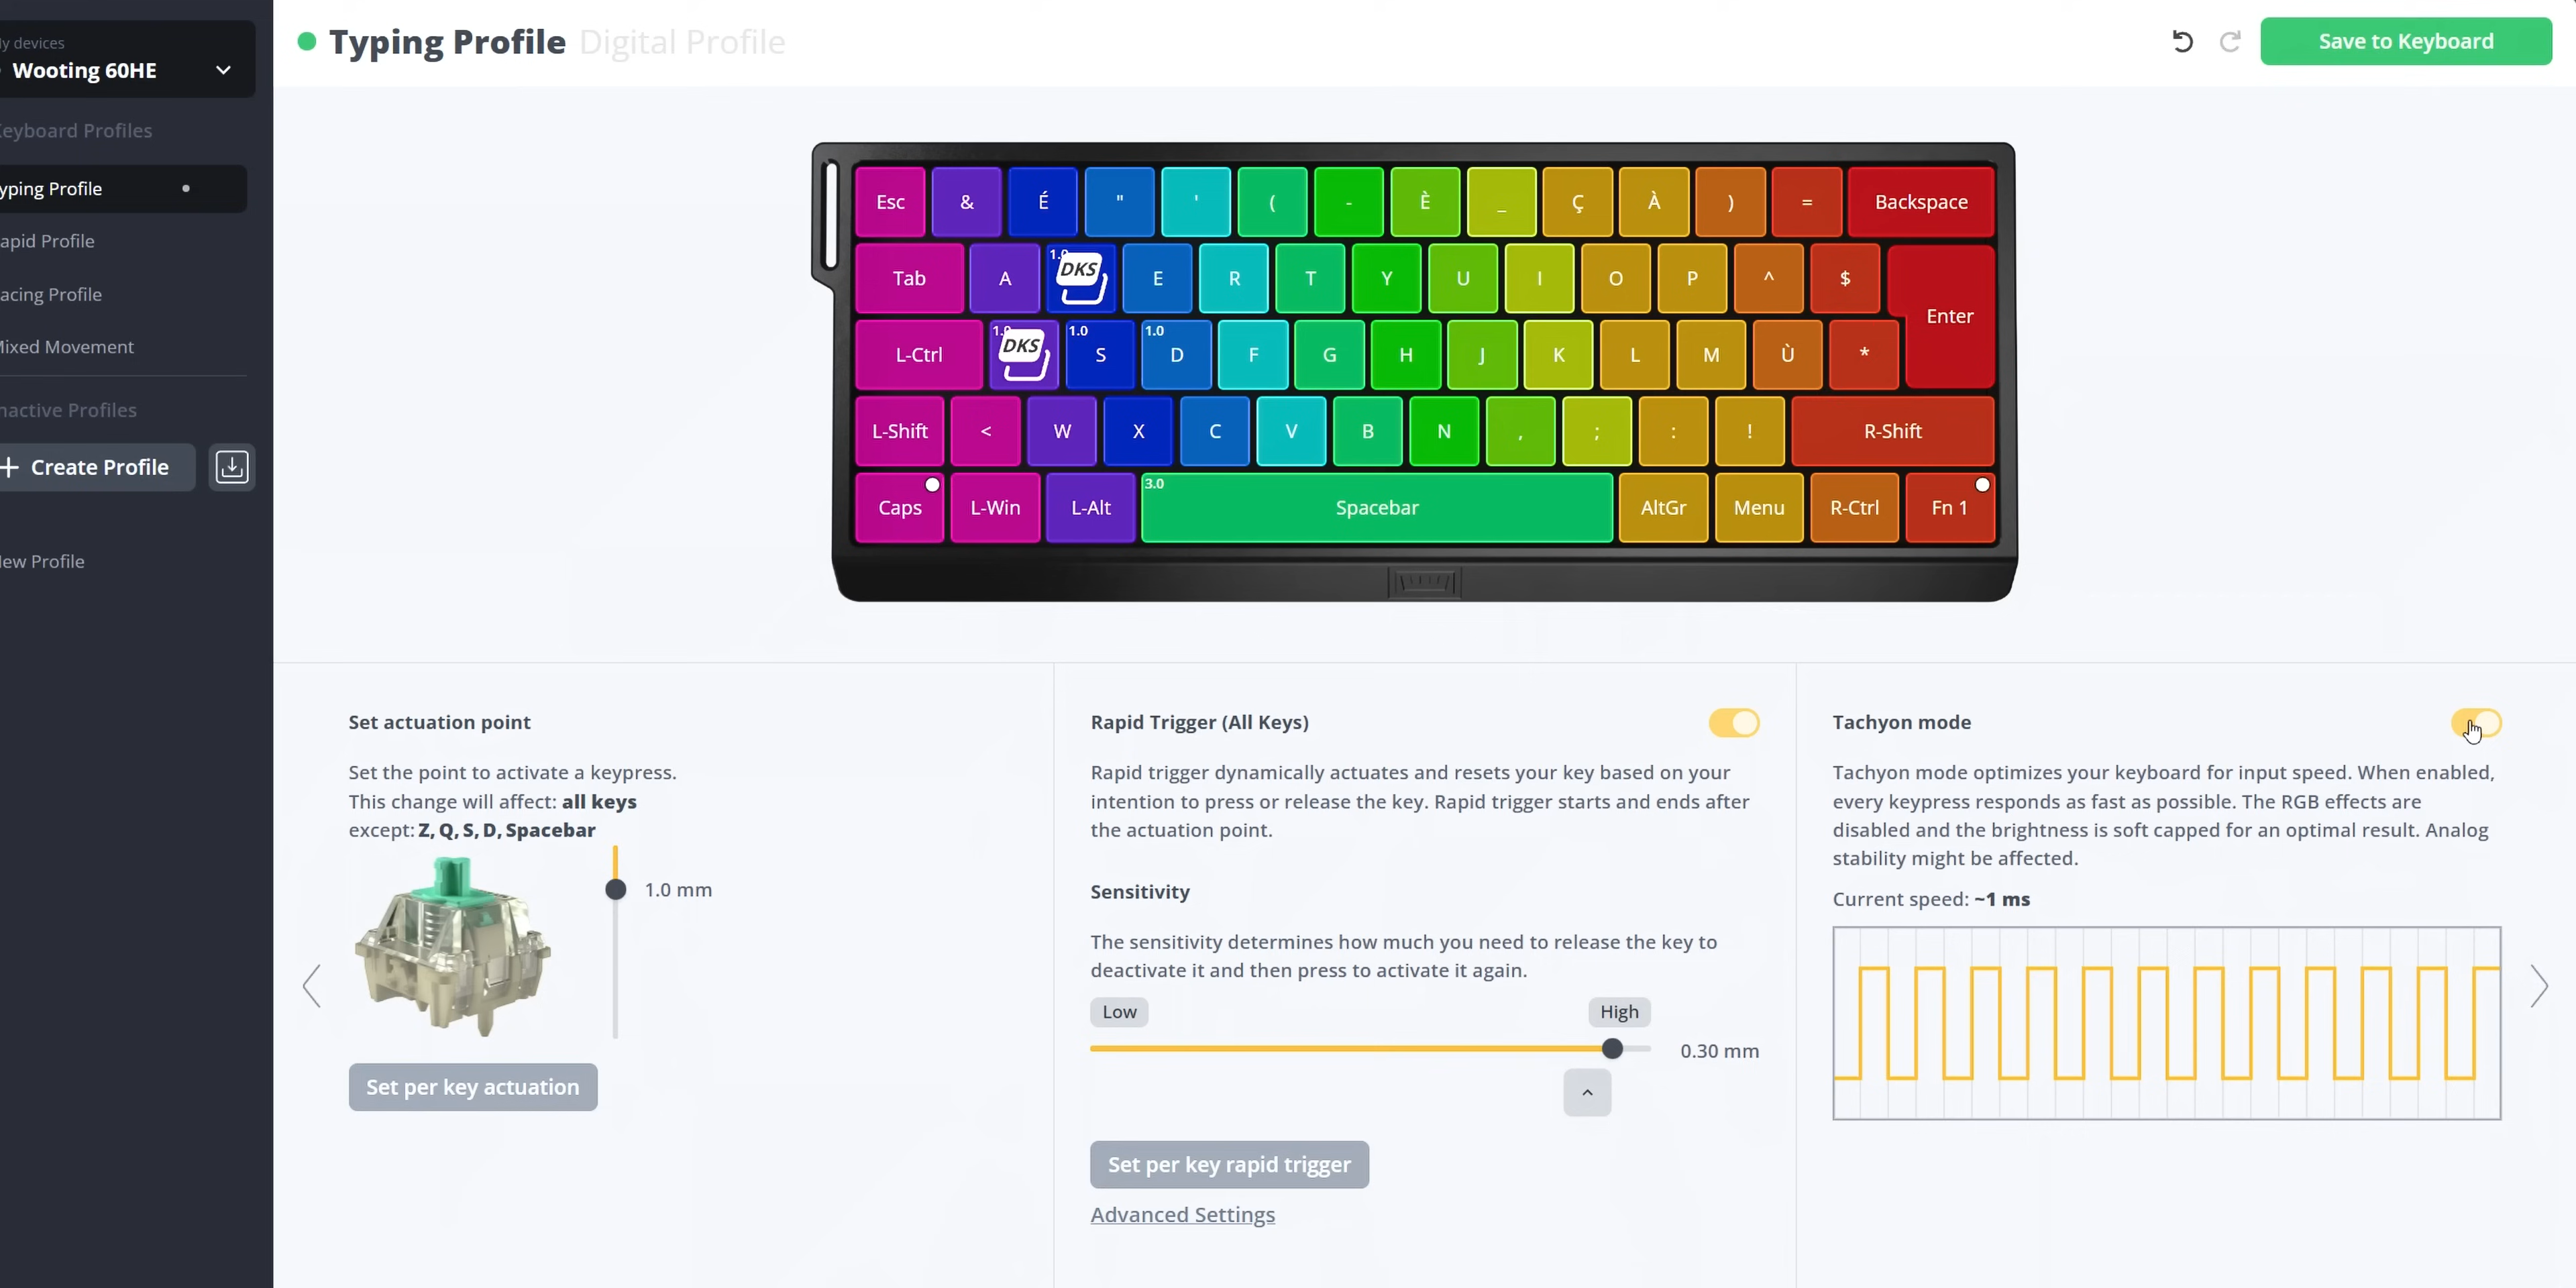 y devices
Wooting 60HE
eyboard Profiles
yping Profile
apid Profile
acing Profile
ixed Movement
nactive Profiles
+ Create Profile
ew Profile
Typing Profile Digital Profile
Save to Keyboard
Esc & É " ' ( - È _ Ç À ) = Backspace
Tab A 1.0 DKS E R T Y U I O P ^ $ Enter
L-Ctrl 1.0 DKS 1.0 S 1.0 D F G H J K L M Ù *
L-Shift < W X C V B N , ; : ! R-Shift
Caps L-Win L-Alt 3.0 Spacebar AltGr Menu R-Ctrl Fn 1
Set actuation point
Set the point to activate a keypress.
This change will affect: all keys
except: Z, Q, S, D, Spacebar
1.0 mm
Set per key actuation
Rapid Trigger (All Keys)
Rapid trigger dynamically actuates and resets your key based on your
intention to press or release the key. Rapid trigger starts and ends after
the actuation point.
Sensitivity
The sensitivity determines how much you need to release the key to
deactivate it and then press to activate it again.
Low High
0.30 mm
Set per key rapid trigger
Advanced Settings
Tachyon mode
Tachyon mode optimizes your keyboard for input speed. When enabled,
every keypress responds as fast as possible. The RGB effects are
disabled and the brightness is soft capped for an optimal result. Analog
stability might be affected.
Current speed: ~1 ms